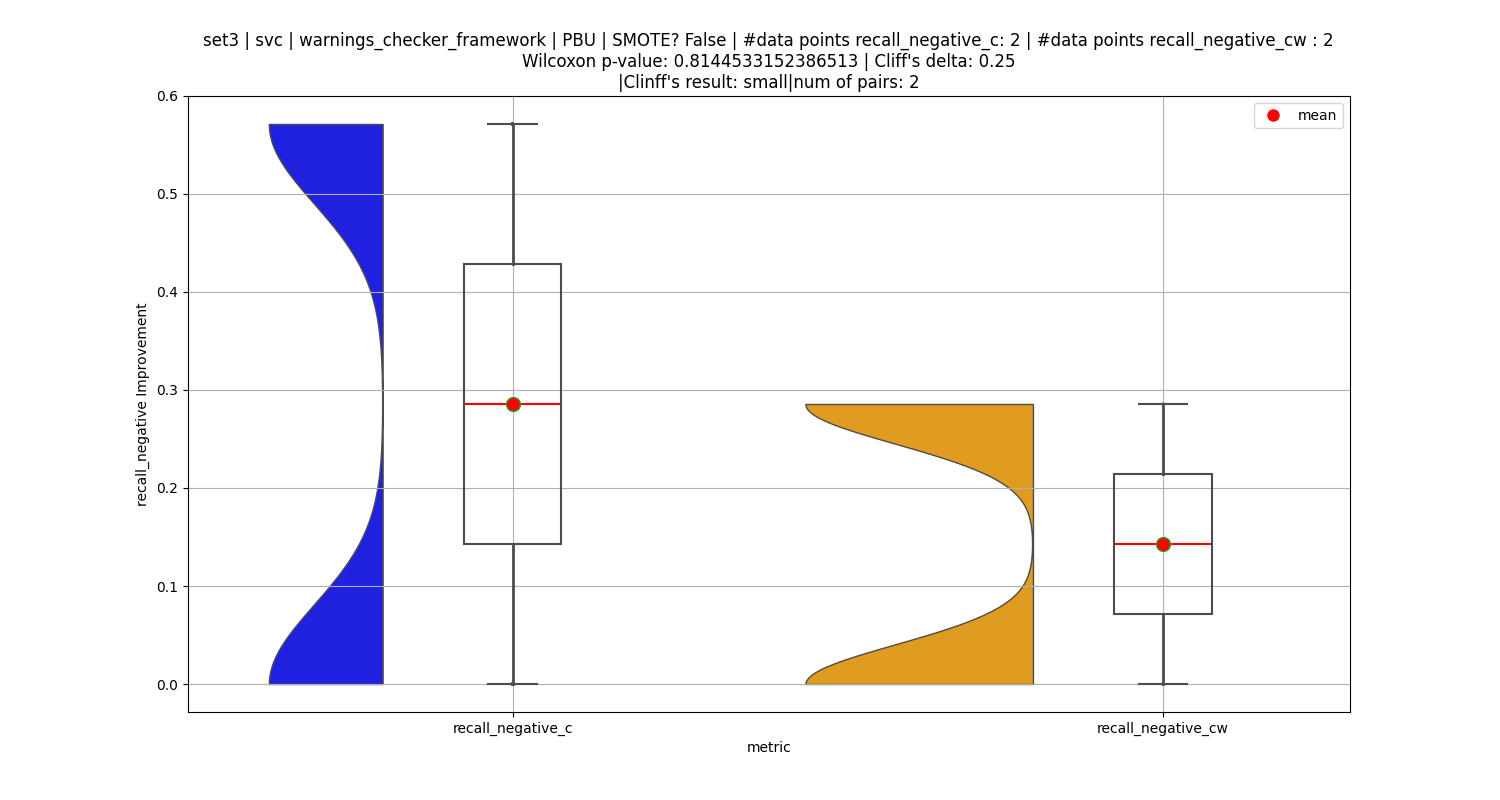 set3 | svc | warnings_checker_framework | PBU | SMOTE? False | #data points recall_negative_c: 2 | #data points recall_negative_cw : 2
Wilcoxon p-value: 0.8144533152386513 | Cliff's delta: 0.25
|Clinff's result: small|num of pairs: 2
mean
0.6
0.5
0.4
0.3
0.2
0.1
0.0
recall_negative Improvement
recall_negative_c
recall_negative_cw
metric